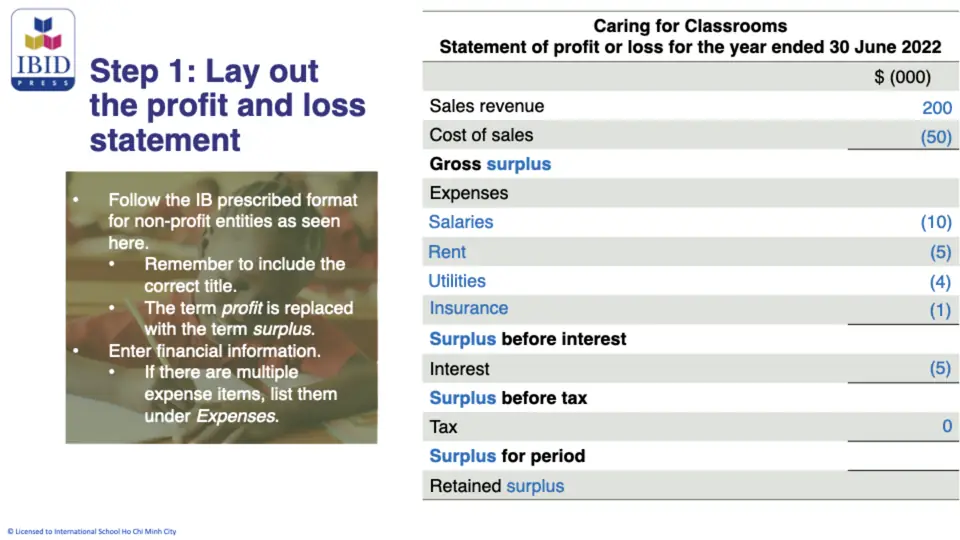 IBID
PRESS
Step 1: Lay out
the profit and loss
statement
• Follow the IB prescribed format
for non-profit entities as seen
here.
• Remember to include the
correct title.
• The term profit is replaced
with the term surplus.
• Enter financial information.
• If there are multiple
expense items, list them
under Expenses.
Caring for Classrooms
Statement of profit or loss for the year ended 30 June 2022
$ (000)
Sales revenue 200
Cost of sales (50)
Gross surplus
Expenses
Salaries (10)
Rent (5)
Utilities (4)
Insurance (1)
Surplus before interest
Interest (5)
Surplus before tax
Tax 0
Surplus for period
Retained surplus
© Licensed to International School Ho Chi Minh City